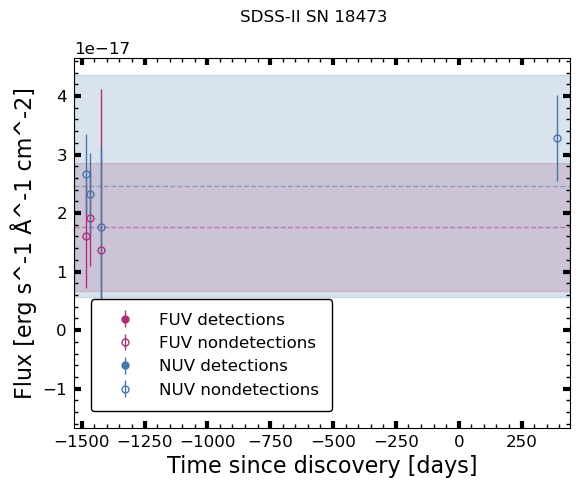 SDSS-II SN 18473
1e−17
Flux [erg s^-1 Å^-1 cm^-2]
4
3
2
1
0
−1
FUV detections
FUV nondetections
NUV detections
NUV nondetections
−1500 −1250 −1000 −750 −500 −250 0 250
Time since discovery [days]